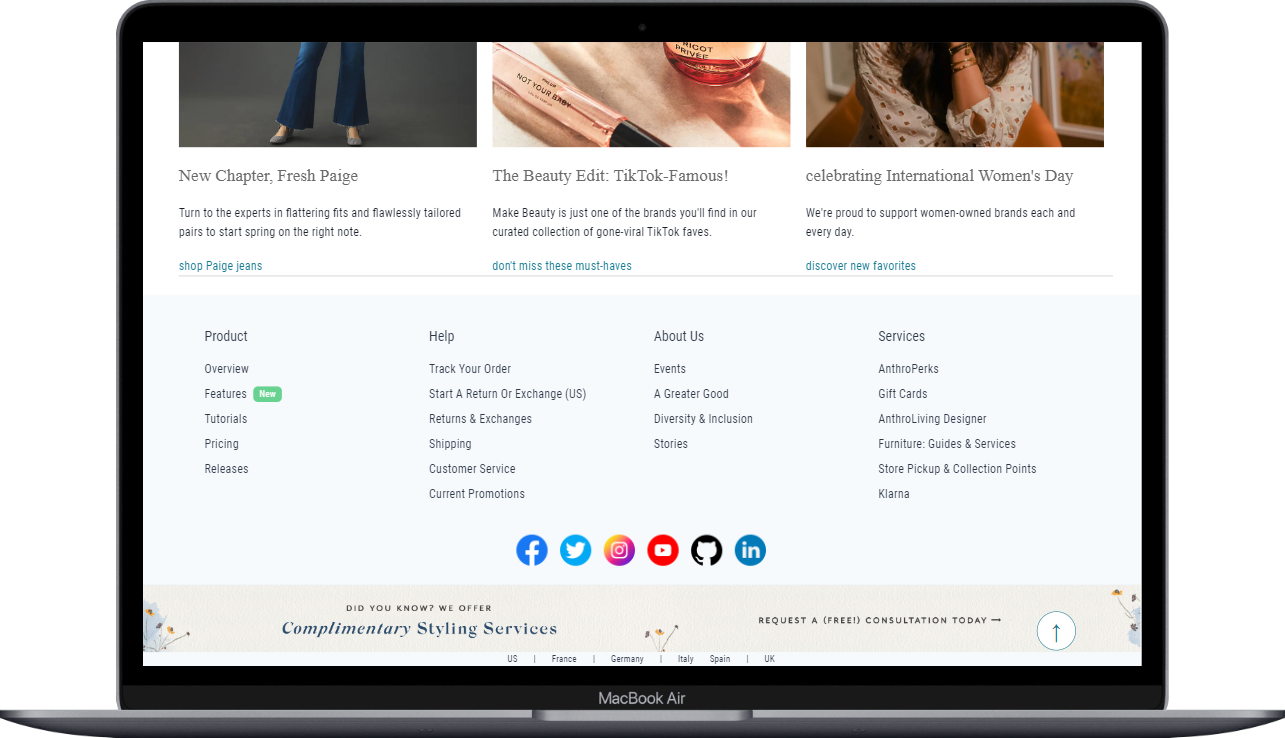 RICOT
PRIVÉE
NOT YOUR BABY
New Chapter, Fresh Paige
The Beauty Edit: TikTok-Famous!
celebrating International Women's Day
Turn to the experts in flattering fits and flawlessly tailored
pairs to start spring on the right note.
Make Beauty is just one of the brands you'll find in our
curated collection of gone-viral TikTok faves.
We're proud to support women-owned brands each and
every day.
shop Paige jeans
don't miss these must-haves
discover new favorites
Product
Overview
Features New
Tutorials
Pricing
Releases
Help
Track Your Order
Start A Return Or Exchange (US)
Returns & Exchanges
Shipping
Customer Service
Current Promotions
About Us
Events
A Greater Good
Diversity & Inclusion
Stories
Services
AnthroPerks
Gift Cards
AnthroLiving Designer
Furniture: Guides & Services
Store Pickup & Collection Points
Klarna
in
DID YOU KNOW? WE OFFER
Complimentary Styling Services
REQUEST A (FREE!) CONSULTATION TODAY →
↑
US | France | Germany | Italy Spain | UK
MacBook Air